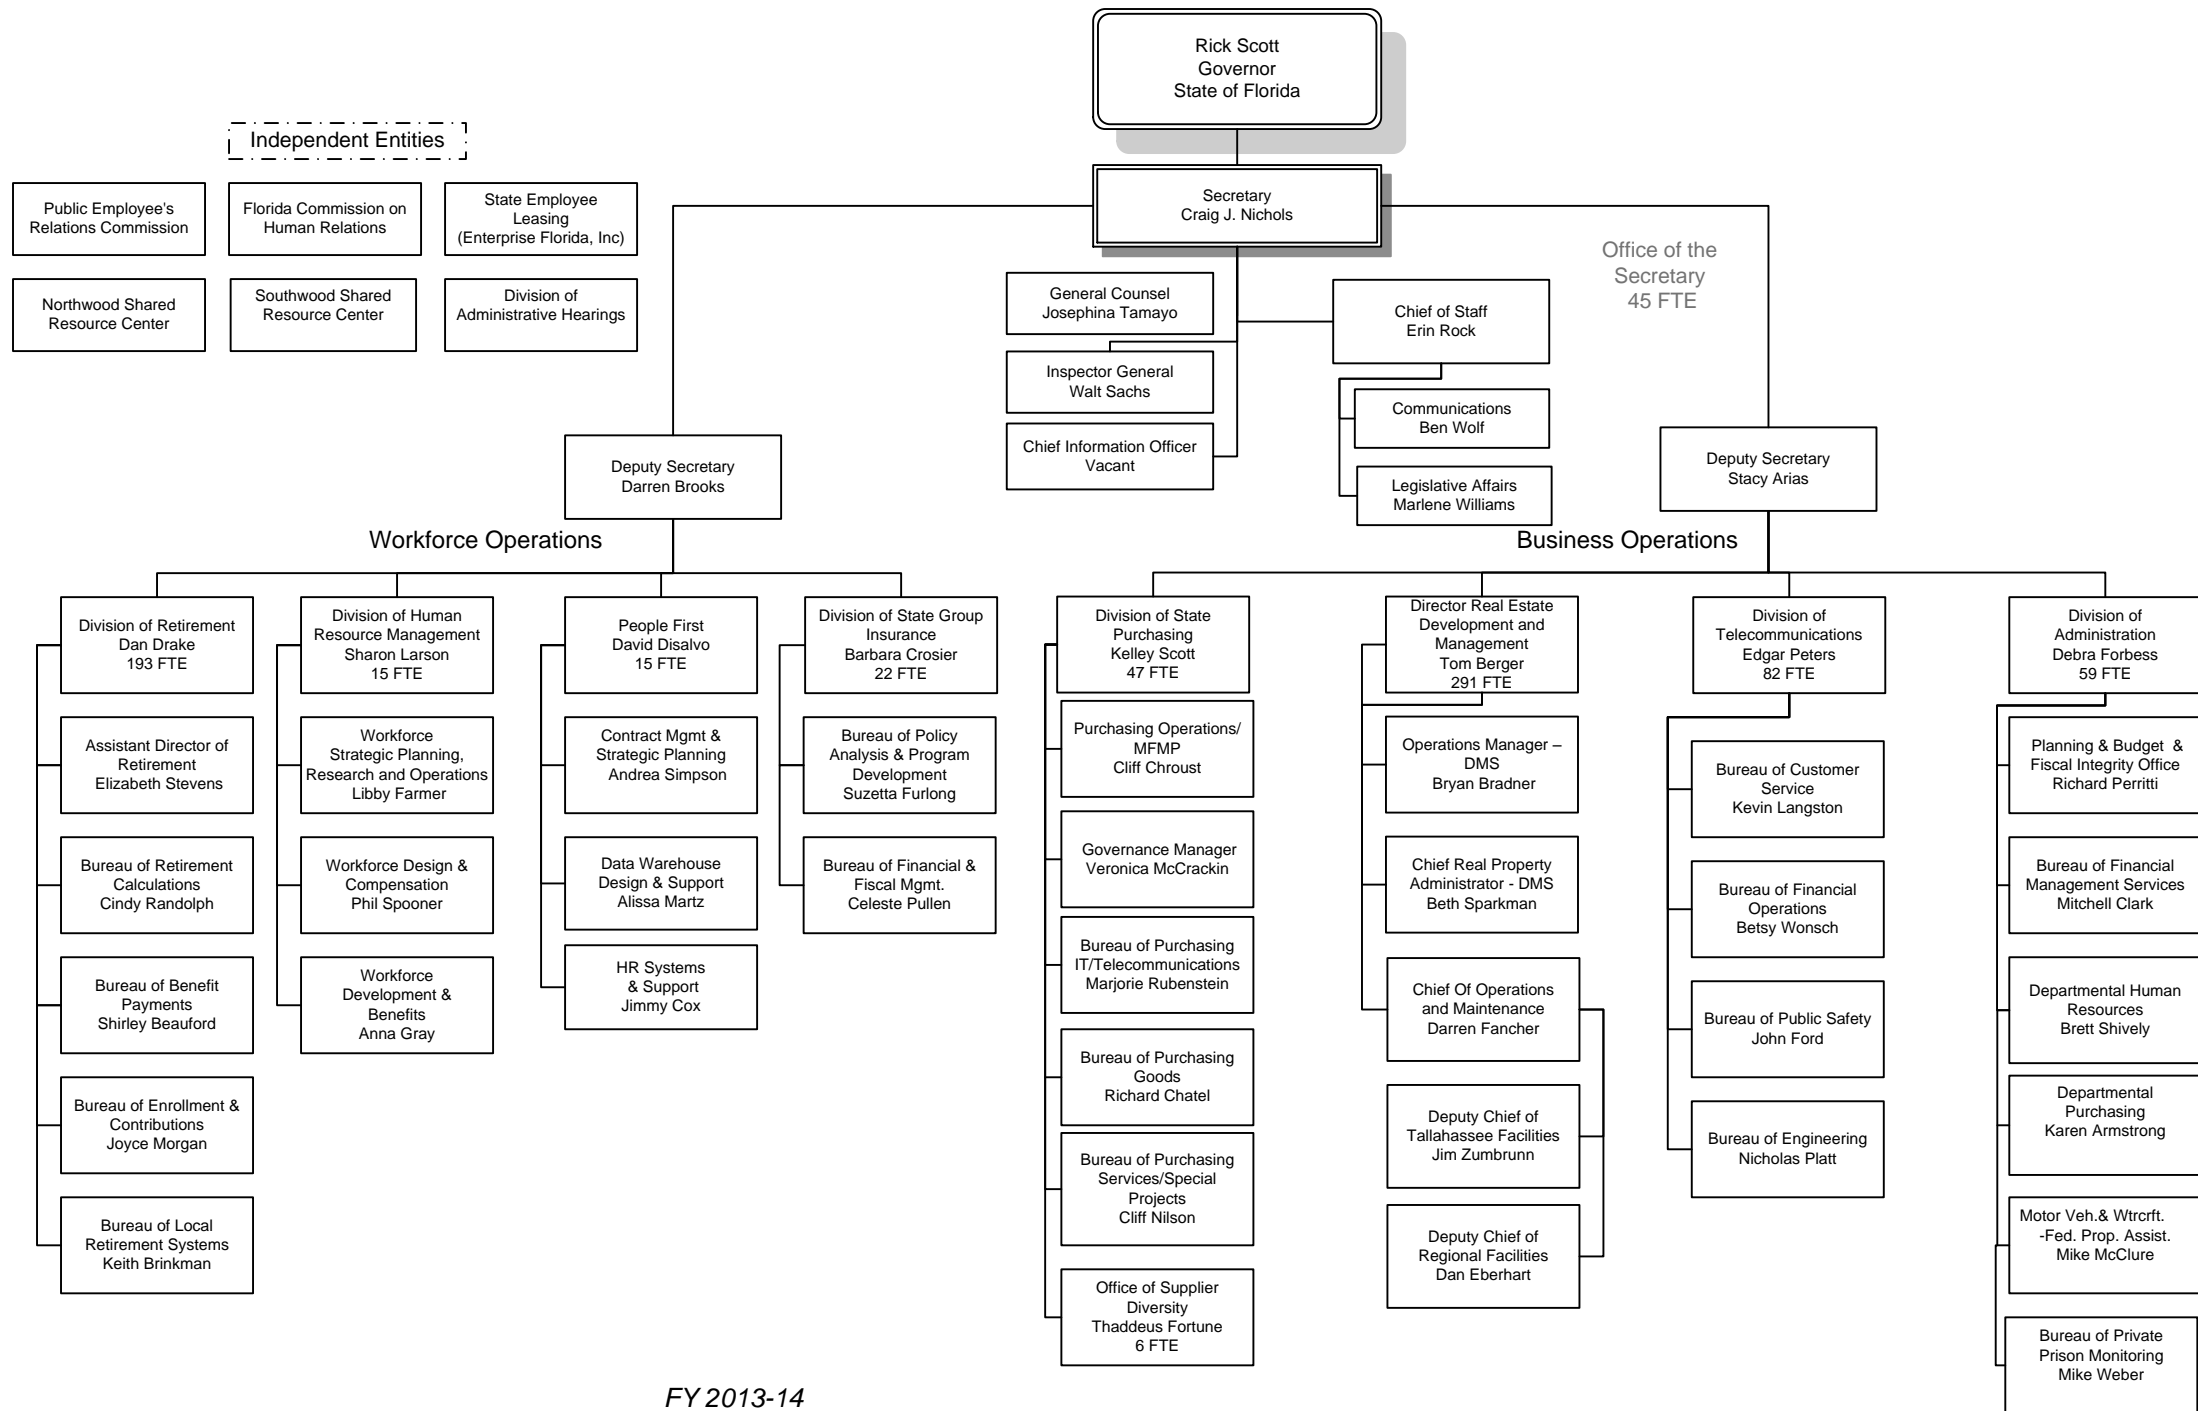 Rick Scott
Governor
State of Florida
Independent Entities
Public Employee's
Relations Commission
Florida Commission on
Human Relations
State Employee
Leasing
(Enterprise Florida, Inc)
Northwood Shared
Resource Center
Southwood Shared
Resource Center
Division of
Administrative Hearings
Secretary
Craig J. Nichols
Office of the
Secretary
45 FTE
General Counsel
Josephina Tamayo
Inspector General
Walt Sachs
Chief Information Officer
Vacant
Chief of Staff
Erin Rock
Communications
Ben Wolf
Legislative Affairs
Marlene Williams
Deputy Secretary
Darren Brooks
Deputy Secretary
Stacy Arias
Workforce Operations
Division of Retirement
Dan Drake
193 FTE
Assistant Director of
Retirement
Elizabeth Stevens
Bureau of Retirement
Calculations
Cindy Randolph
Bureau of Benefit
Payments
Shirley Beauford
Bureau of Enrollment &
Contributions
Joyce Morgan
Bureau of Local
Retirement Systems
Keith Brinkman
Division of Human
Resource Management
Sharon Larson
15 FTE
Workforce
Strategic Planning,
Research and Operations
Libby Farmer
Workforce Design &
Compensation
Phil Spooner
Workforce
Development &
Benefits
Anna Gray
People First
David Disalvo
15 FTE
Contract Mgmt &
Strategic Planning
Andrea Simpson
Data Warehouse
Design & Support
Alissa Martz
HR Systems
& Support
Jimmy Cox
Division of State Group
Insurance
Barbara Crosier
22 FTE
Bureau of Policy
Analysis & Program
Development
Suzetta Furlong
Bureau of Financial &
Fiscal Mgmt.
Celeste Pullen
Business Operations
Division of State
Purchasing
Kelley Scott
47 FTE
Purchasing Operations/
MFMP
Cliff Chroust
Governance Manager
Veronica McCrackin
Bureau of Purchasing
IT/Telecommunications
Marjorie Rubenstein
Bureau of Purchasing
Goods
Richard Chatel
Bureau of Purchasing
Services/Special
Projects
Cliff Nilson
Office of Supplier
Diversity
Thaddeus Fortune
6 FTE
Director Real Estate
Development and
Management
Tom Berger
291 FTE
Operations Manager –
DMS
Bryan Bradner
Chief Real Property
Administrator - DMS
Beth Sparkman
Chief Of Operations
and Maintenance
Darren Fancher
Deputy Chief of
Tallahassee Facilities
Jim Zumbrunn
Deputy Chief of
Regional Facilities
Dan Eberhart
Division of
Telecommunications
Edgar Peters
82 FTE
Bureau of Customer
Service
Kevin Langston
Bureau of Financial
Operations
Betsy Wonsch
Bureau of Public Safety
John Ford
Bureau of Engineering
Nicholas Platt
Division of
Administration
Debra Forbess
59 FTE
Planning & Budget &
Fiscal Integrity Office
Richard Perritti
Bureau of Financial
Management Services
Mitchell Clark
Departmental Human
Resources
Brett Shively
Departmental
Purchasing
Karen Armstrong
Motor Veh.& Wtrcrft.
-Fed. Prop. Assist.
Mike McClure
Bureau of Private
Prison Monitoring
Mike Weber
FY 2013-14